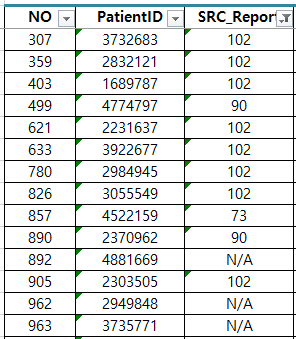 NO PatientID SRC_Report
307 3732683 102
359 2832121 102
403 1689787 102
499 4774797 90
621 2231637 102
633 3922677 102
780 2984945 102
826 3055549 102
857 4522159 73
890 2370962 90
892 4881669 N/A
905 2303505 102
962 2949848 N/A
963 3735771 N/A